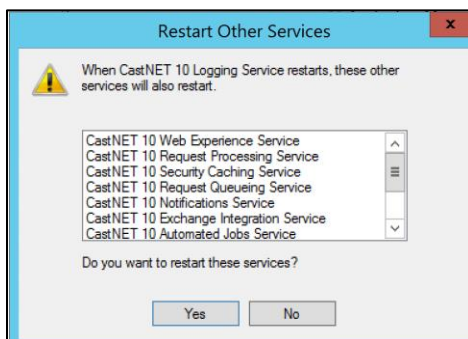 Restart Other Services
x
When CastNET 10 Logging Service restarts, these other
services will also restart.
CastNET 10 Web Experience Service
CastNET 10 Request Processing Service
CastNET 10 Security Caching Service
CastNET 10 Request Queueing Service
CastNET 10 Notifications Service
CastNET 10 Exchange Integration Service
CastNET 10 Automated Jobs Service
Do you want to restart these services?
Yes
No